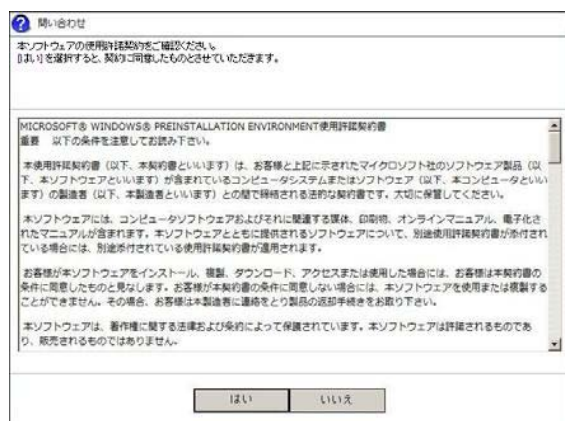 問い合わせ
本ソフトウェアの使用許諾契約をご確認ください。
[はい]を選択すると、契約に同意したものとさせていただきます。
MICROSOFT® WINDOWS® PREINSTALLATION ENVIRONMENT使用許諾契約書
重要　以下の条件を注意してお読み下さい。
本使用許諾契約書（以下、本契約書といいます）は、お客様と上記に示されたマイクロソフト社のソフトウェア製品（以
下、本ソフトウェアといいます）が含まれているコンピュータシステムまたはソフトウェア（以下、本コンピュータといい
ます）の製造者（以下、本製造者といいます）との間で締結される法的な契約書です。大切に保管してください。
本ソフトウェアには、コンピュータソフトウェアおよびそれに関連する媒体、印刷物、オンラインマニュアル、電子化さ
れたマニュアルが含まれます。本ソフトウェアとともに提供されるソフトウェアについて、別途使用許諾契約書が添付され
ている場合には、別途添付されている使用許諾契約書が適用されます。
お客様が本ソフトウェアをインストール、複製、ダウンロード、アクセスまたは使用した場合には、お客様は本契約書の
条件に同意したものと見なします。お客様が本契約書の条件に同意しない場合には、本ソフトウェアを使用または複製する
ことができません。その場合、お客様は本製造者に連絡をとり製品の返却手続きをお取り下さい。
本ソフトウェアは、著作権に関する法律および条約によって保護されています。本ソフトウェアは許諾されるものであ
り、販売されるものではありません。
はい
いいえ